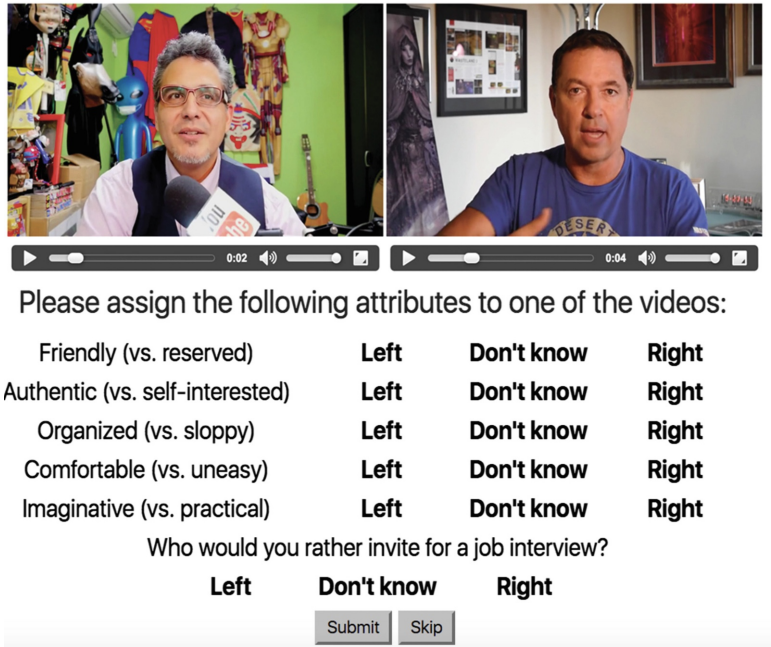 You
Tube
DESERT
0:02
0:04
Please assign the following attributes to one of the videos:
Friendly (vs. reserved) Left Don't know Right
Authentic (vs. self-interested) Left Don't know Right
Organized (vs. sloppy) Left Don't know Right
Comfortable (vs. uneasy) Left Don't know Right
Imaginative (vs. practical) Left Don't know Right
Who would you rather invite for a job interview?
Left Don't know Right
Submit Skip